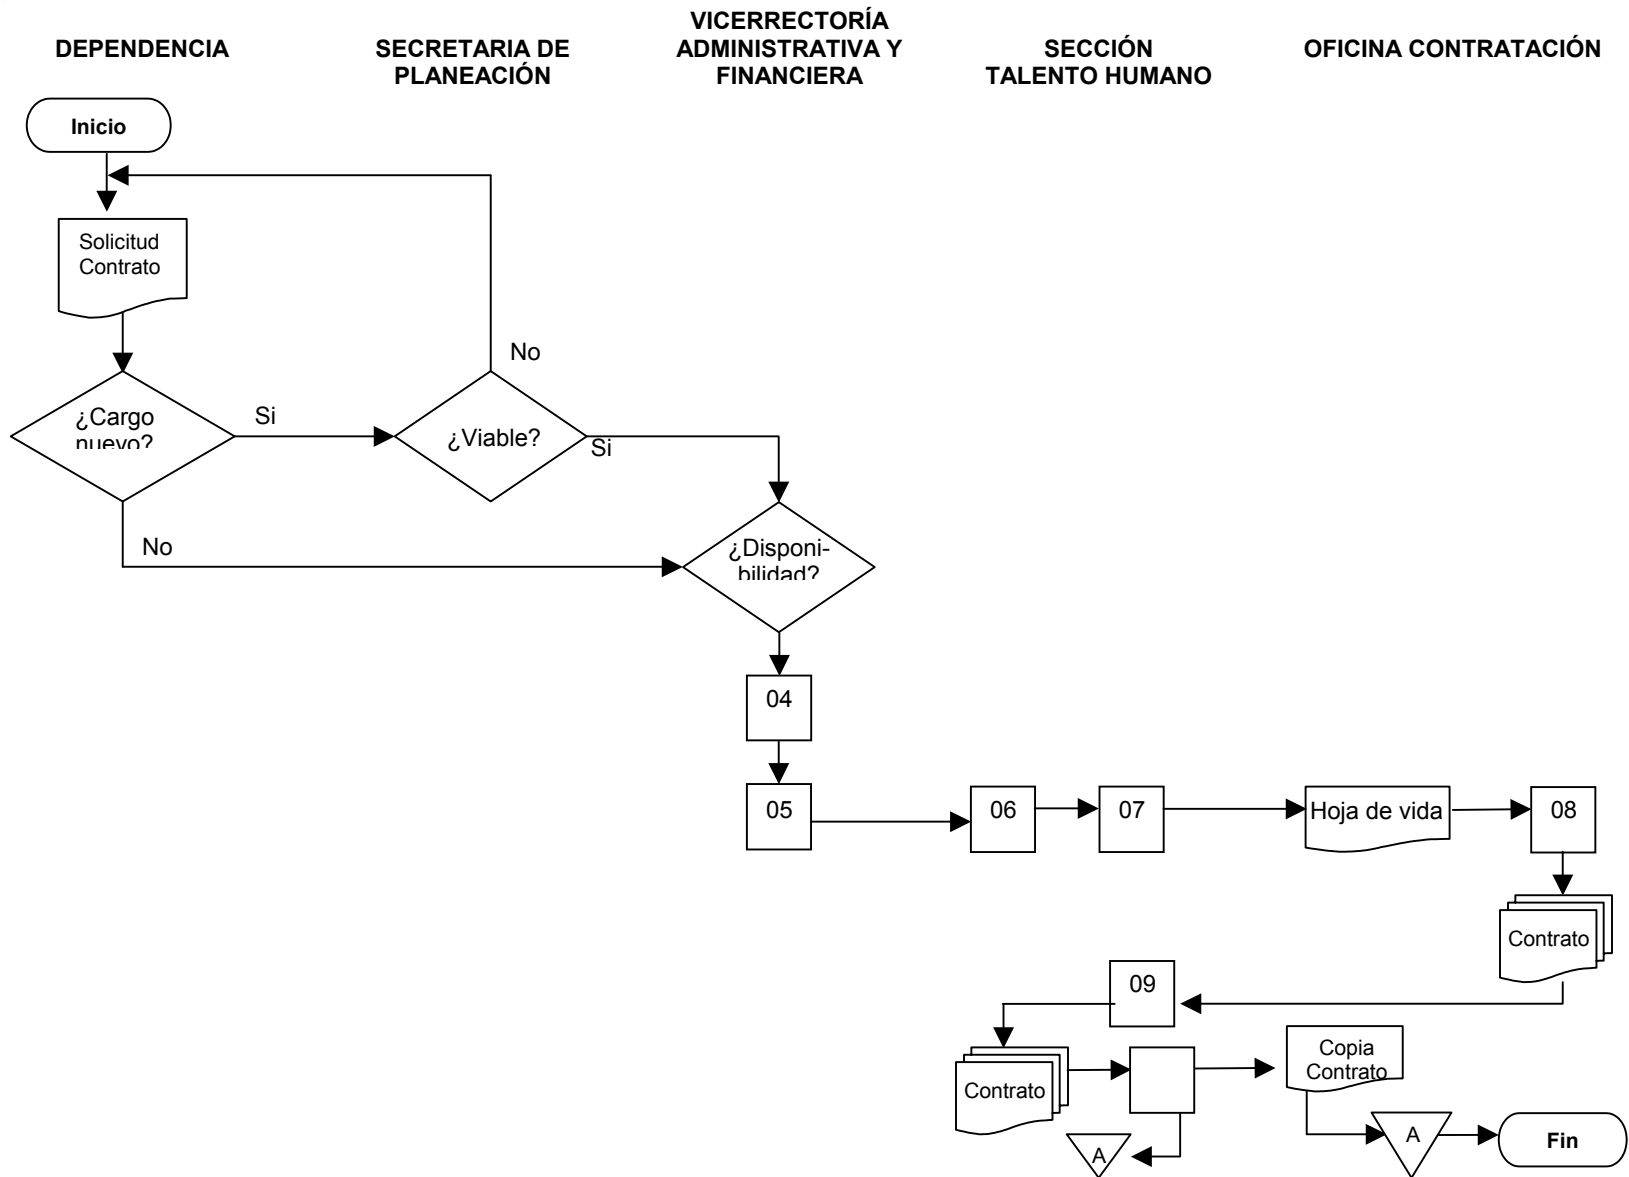 DEPENDENCIA
SECRETARIA DE
PLANEACIÓN
VICERRECTORÍA
ADMINISTRATIVA Y
FINANCIERA
SECCIÓN
TALENTO HUMANO
OFICINA CONTRATACIÓN
Inicio
Solicitud
Contrato
No
¿Cargo
nuevo?
Si
¿Viable?
Si
No
¿Disponi-
bilidad?
04
05
06
07
Hoja de vida
08
Contrato
09
Contrato
Copia
Contrato
A
A
Fin